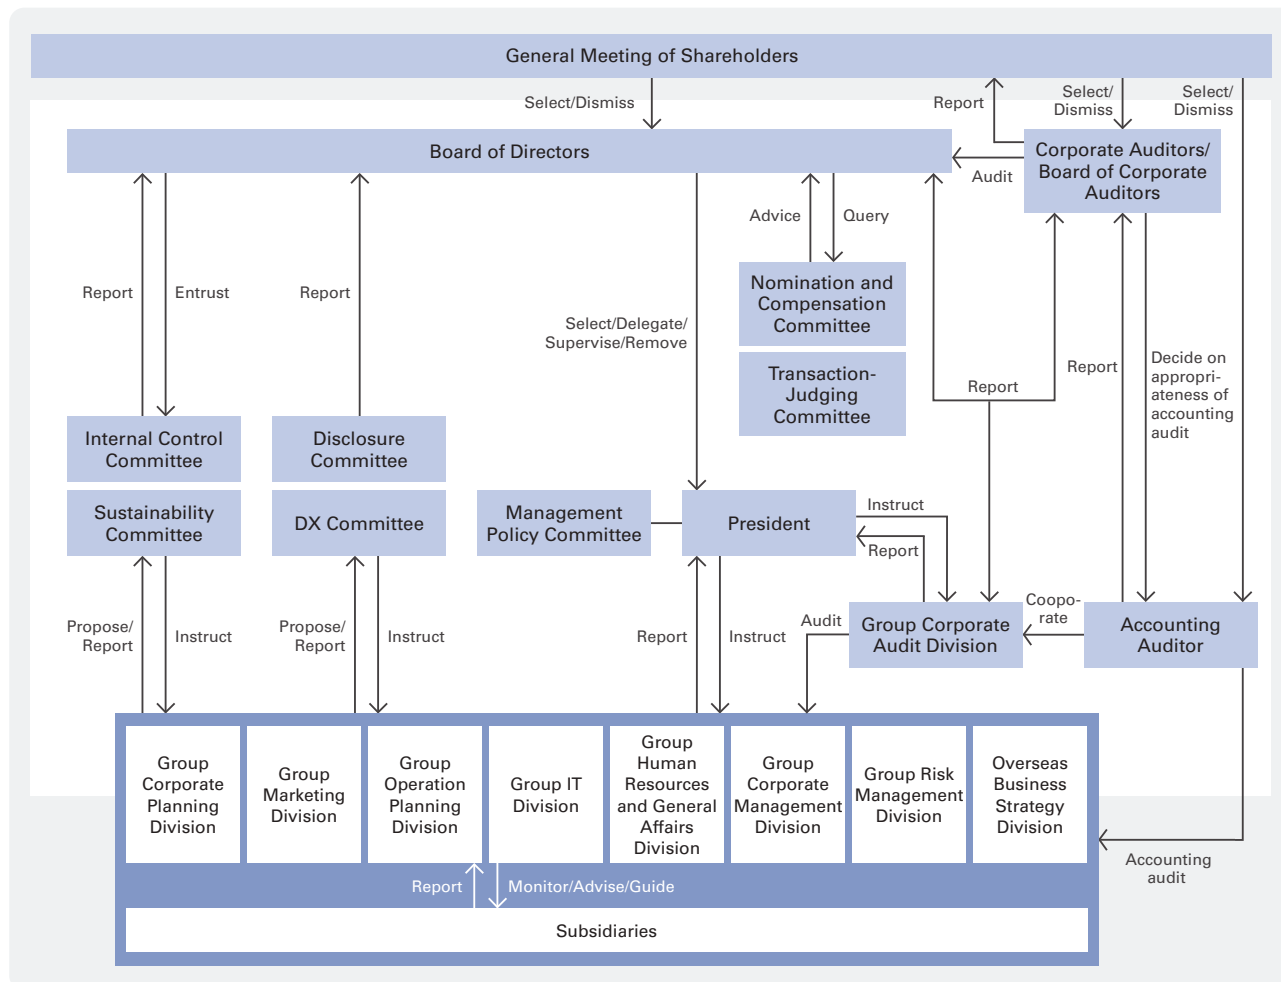 General Meeting of Shareholders
Select/Dismiss
Report
Select/
Dismiss
Select/
Dismiss
Board of Directors
Corporate Auditors/
Board of Corporate
Auditors
Audit
Advice
Query
Report
Entrust
Report
Select/Delegate/
Supervise/Remove
Nomination and
Compensation
Committee
Transaction-
Judging
Committee
Report
Report
Decide on
appropri-
ateness of
accounting
audit
Internal Control
Committee
Disclosure
Committee
Sustainability
Committee
DX Committee
Management
Policy Committee
President
Instruct
Report
Propose/
Report
Instruct
Propose/
Report
Instruct
Report
Instruct
Audit
Group Corporate
Audit Division
Coopo-
rate
Accounting
Auditor
Group
Corporate
Planning
Division
Group
Marketing
Division
Group
Operation
Planning
Division
Group IT
Division
Group
Human
Resources
and General
Affairs
Division
Group
Corporate
Management
Division
Group Risk
Management
Division
Overseas
Business
Strategy
Division
Accounting
audit
Report
Monitor/Advise/Guide
Subsidiaries